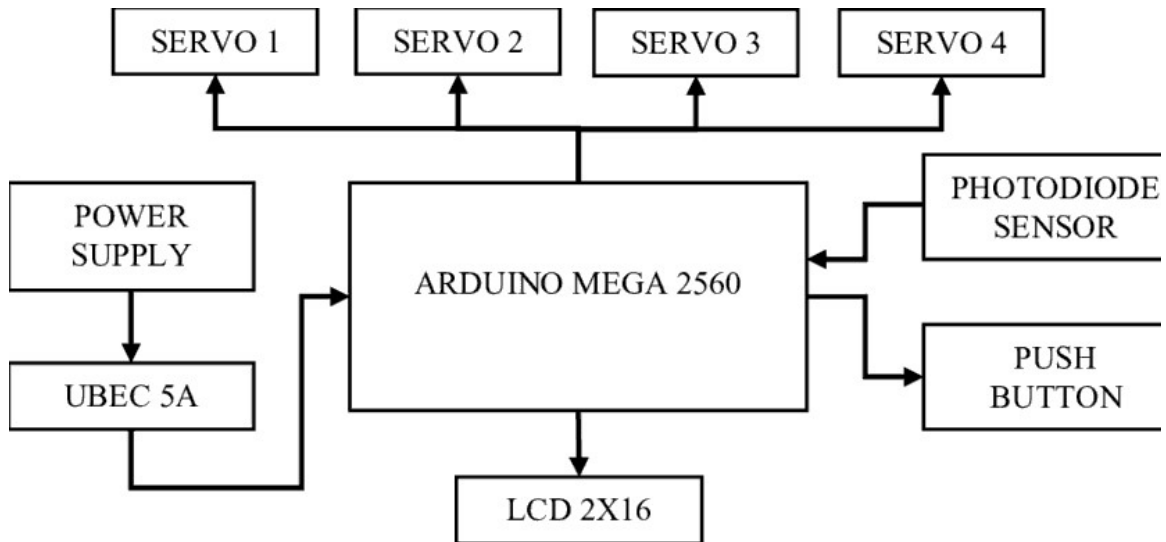 SERVO 1
SERVO 2
SERVO 3
SERVO 4
POWER
SUPPLY
PHOTODIODE
SENSOR
ARDUINO MEGA 2560
UBEC 5A
PUSH
BUTTON
LCD 2X16